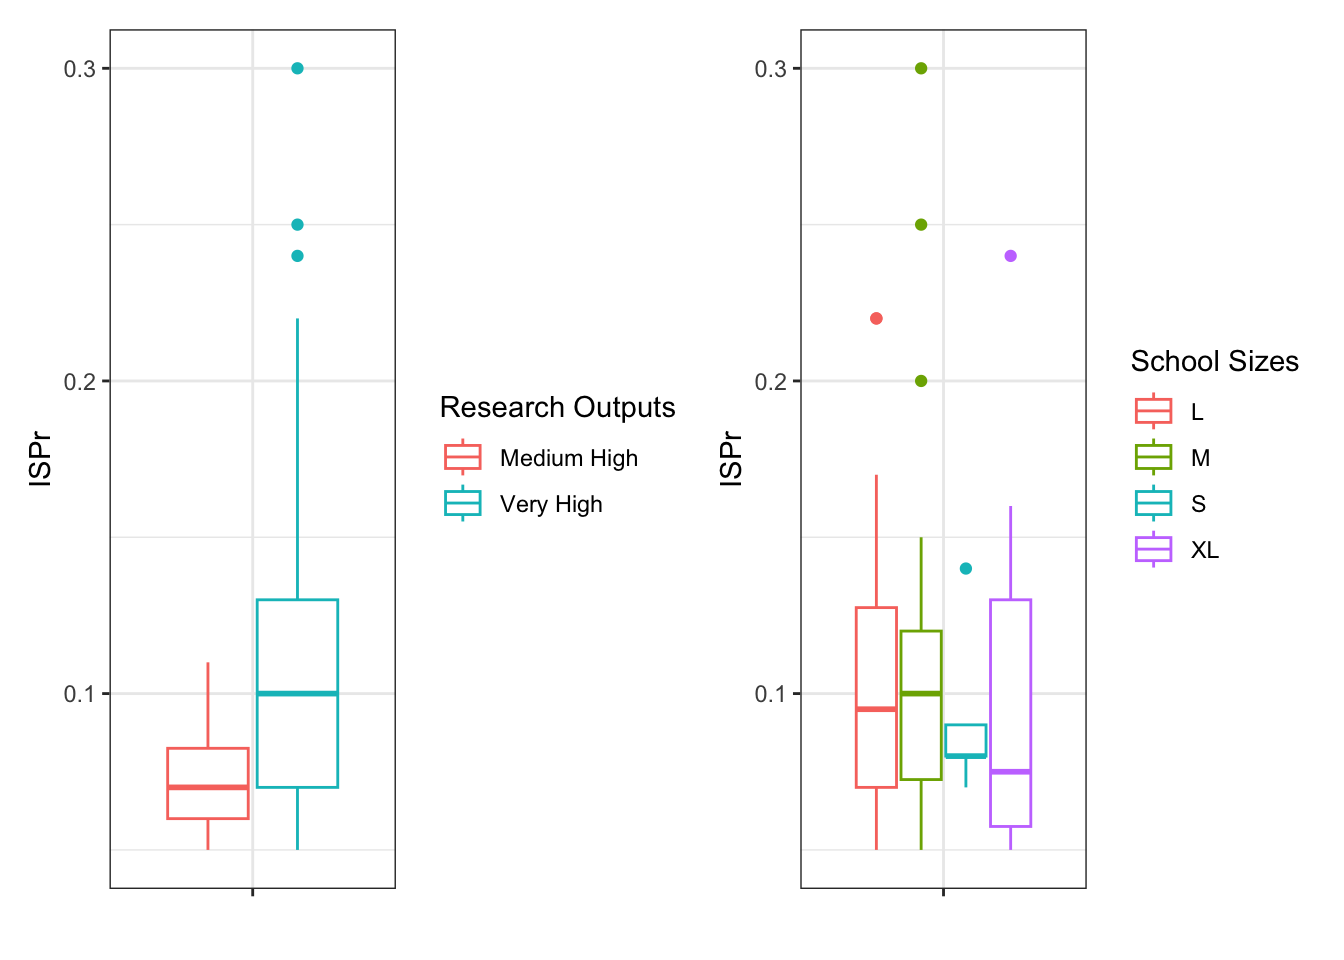 0.3
0.2
0.1
ISPr
Research Outputs
Medium High
Very High
0.3
0.2
0.1
ISPr
School Sizes
L
M
S
XL